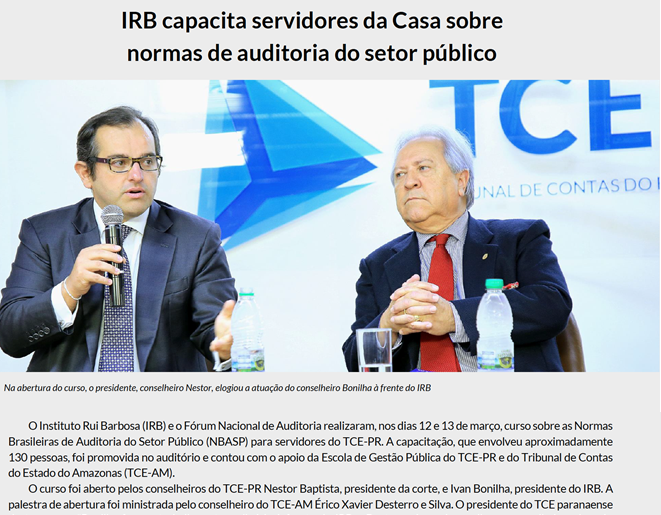 IRB capacita servidores da Casa sobre
normas de auditoria do setor público
TCE
UNAL DE CONTAS DO
Na abertura do curso, o presidente, conselheiro Nestor, elogiou a atuação do conselheiro Bonilha à frente do IRB
O Instituto Rui Barbosa (IRB) e o Fórum Nacional de Auditoria realizaram, nos dias 12 e 13 de março, curso sobre as Normas
Brasileiras de Auditoria do Setor Público (NBASP) para servidores do TCE-PR. A capacitação, que envolveu aproximadamente
130 pessoas, foi promovida no auditório e contou com o apoio da Escola de Gestão Pública do TCE-PR e do Tribunal de Contas
do Estado do Amazonas (TCE-AM).
O curso foi aberto pelos conselheiros do TCE-PR Nestor Baptista, presidente da corte, e Ivan Bonilha, presidente do IRB. A
palestra de abertura foi ministrada pelo conselheiro do TCE-AM Érico Xavier Desterro e Silva. O presidente do TCE paranaense